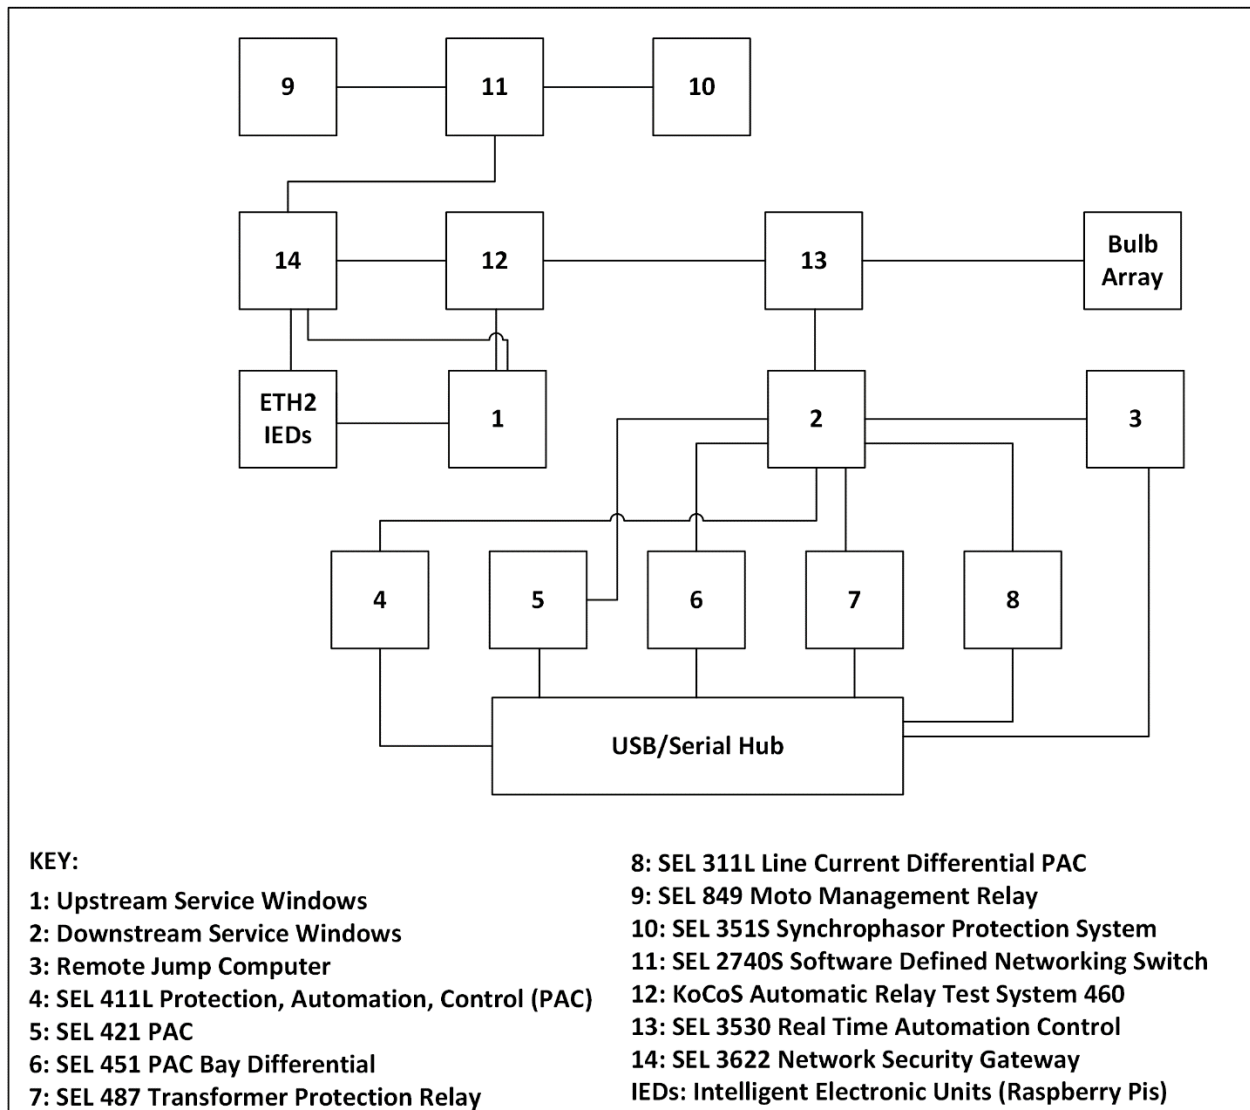 9
11
10
14
12
13
Bulb
Array
ETH2
IEDs
1
2
3
4
5
6
7
8
USB/Serial Hub
KEY:
1: Upstream Service Windows
2: Downstream Service Windows
3: Remote Jump Computer
4: SEL 411L Protection, Automation, Control (PAC)
5: SEL 421 PAC
6: SEL 451 PAC Bay Differential
7: SEL 487 Transformer Protection Relay
8: SEL 311L Line Current Differential PAC
9: SEL 849 Moto Management Relay
10: SEL 351S Synchrophasor Protection System
11: SEL 2740S Software Defined Networking Switch
12: KoCoS Automatic Relay Test System 460
13: SEL 3530 Real Time Automation Control
14: SEL 3622 Network Security Gateway
IEDs: Intelligent Electronic Units (Raspberry Pis)